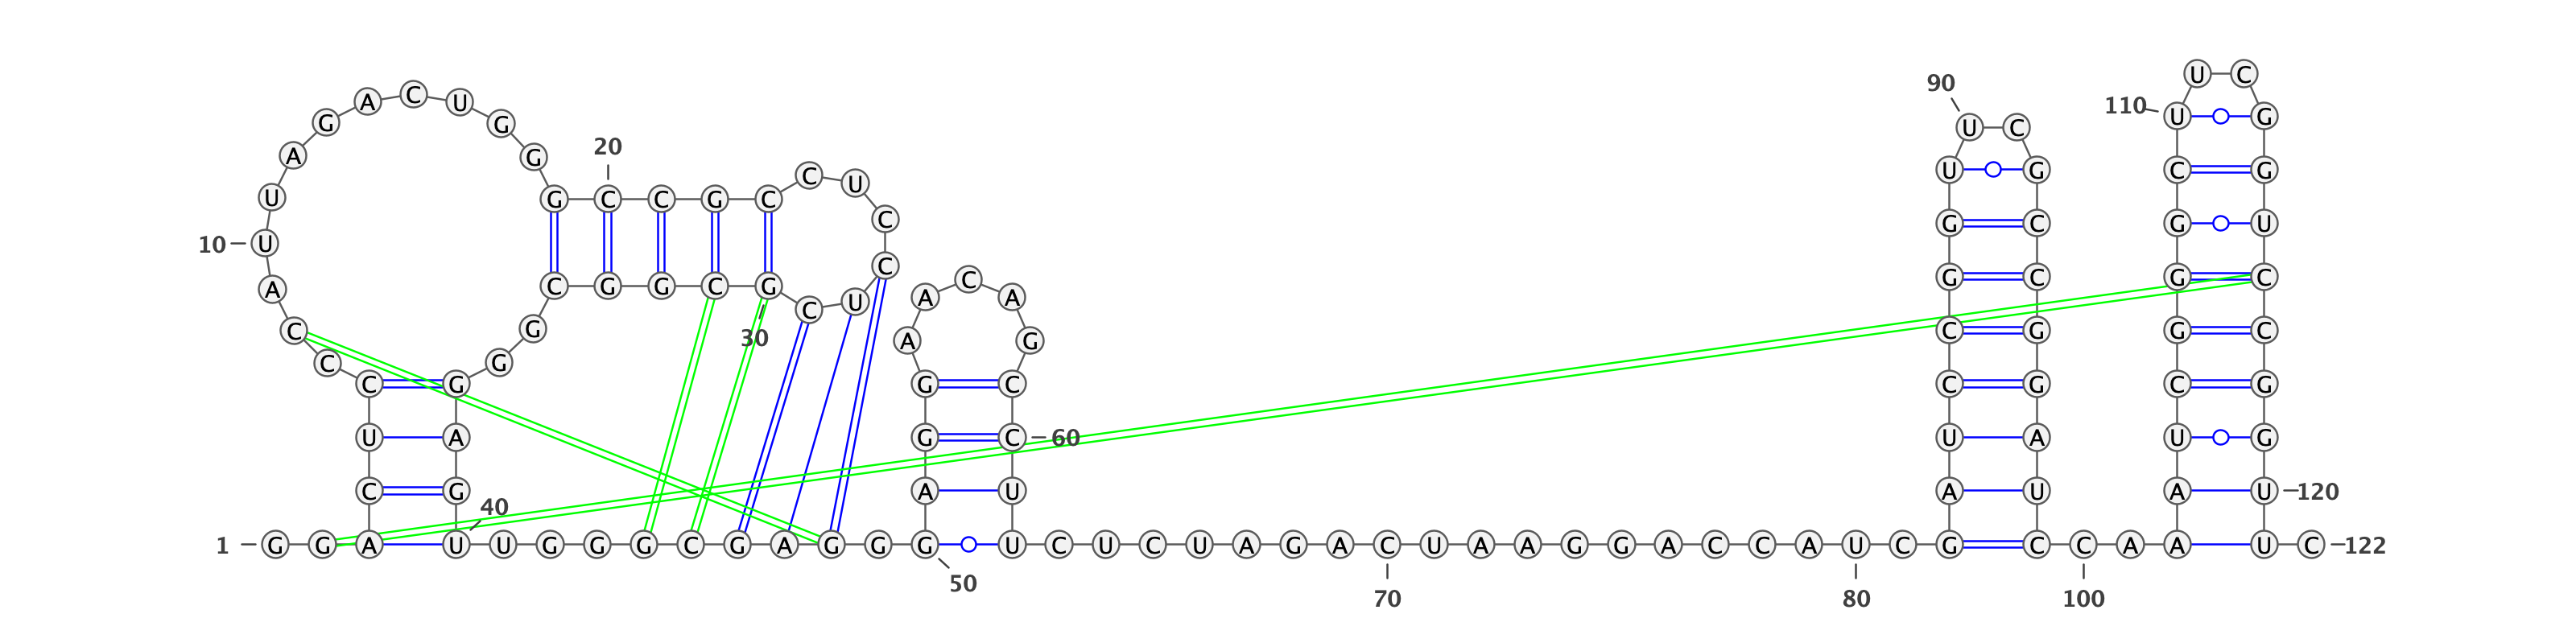 1
G G A C U C C C A U
10
U A G A C U G G G C
20
C G C C U C C U C G
30
C G G C G G G A G U
40
U G G G C G A G G G
50
A G G A A C A G C C
60
U U C U C U A G A C
70
U A A G G A C C A U
80
C G A U C C G G U U
90
C G C C G G A U C C
100
A A A U C G G G C U
110
U C G G U C C G G U
120
U C
122